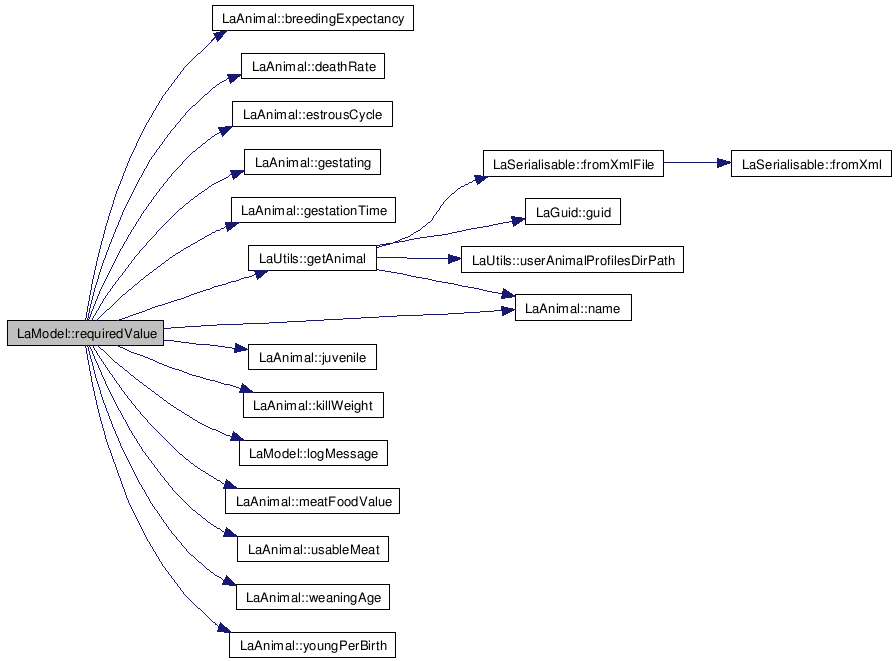 LaAnimal::breedingExpectancy
LaAnimal::deathRate
LaAnimal::estrousCycle
LaAnimal::gestating
LaSerialisable::fromXmlFile
LaSerialisable::fromXml
LaAnimal::gestationTime
LaGuid::guid
LaUtils::getAnimal
LaUtils::userAnimalProfilesDirPath
LaAnimal::name
LaModel::requiredValue
LaAnimal::juvenile
LaAnimal::killWeight
LaModel::logMessage
LaAnimal::meatFoodValue
LaAnimal::usableMeat
LaAnimal::weaningAge
LaAnimal::youngPerBirth